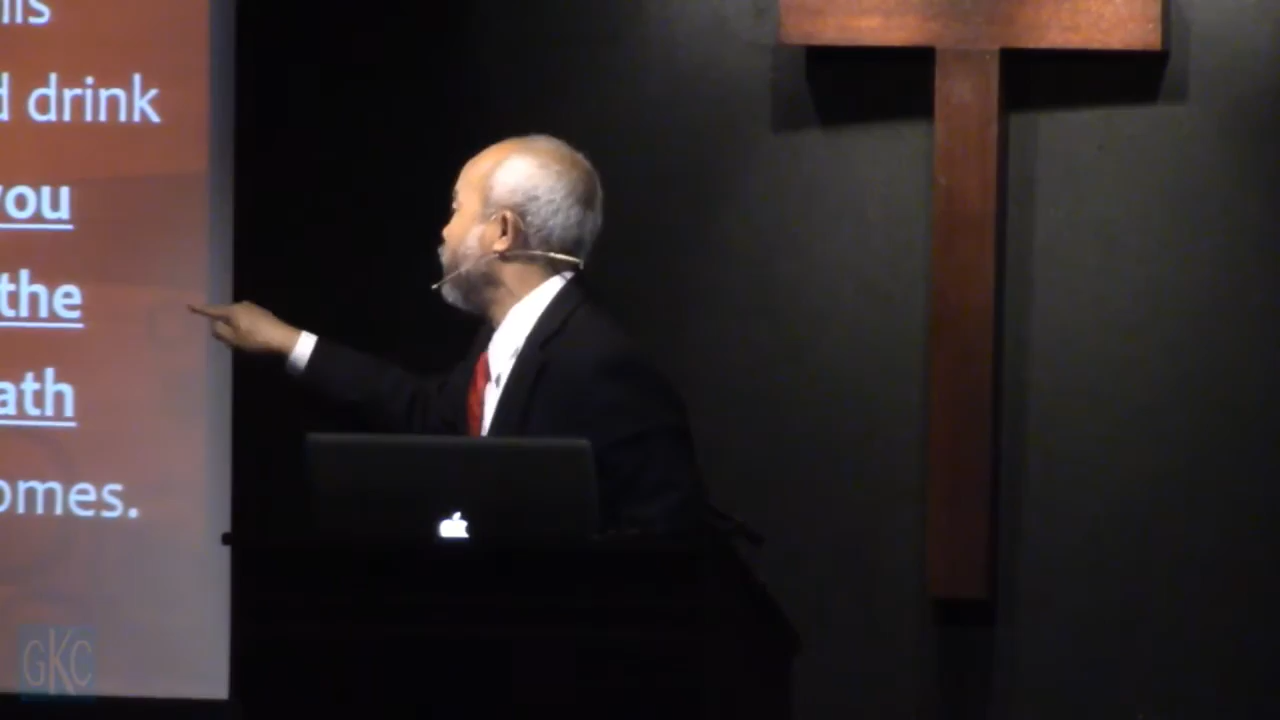 drink
you
the
ath
omes.
GKC